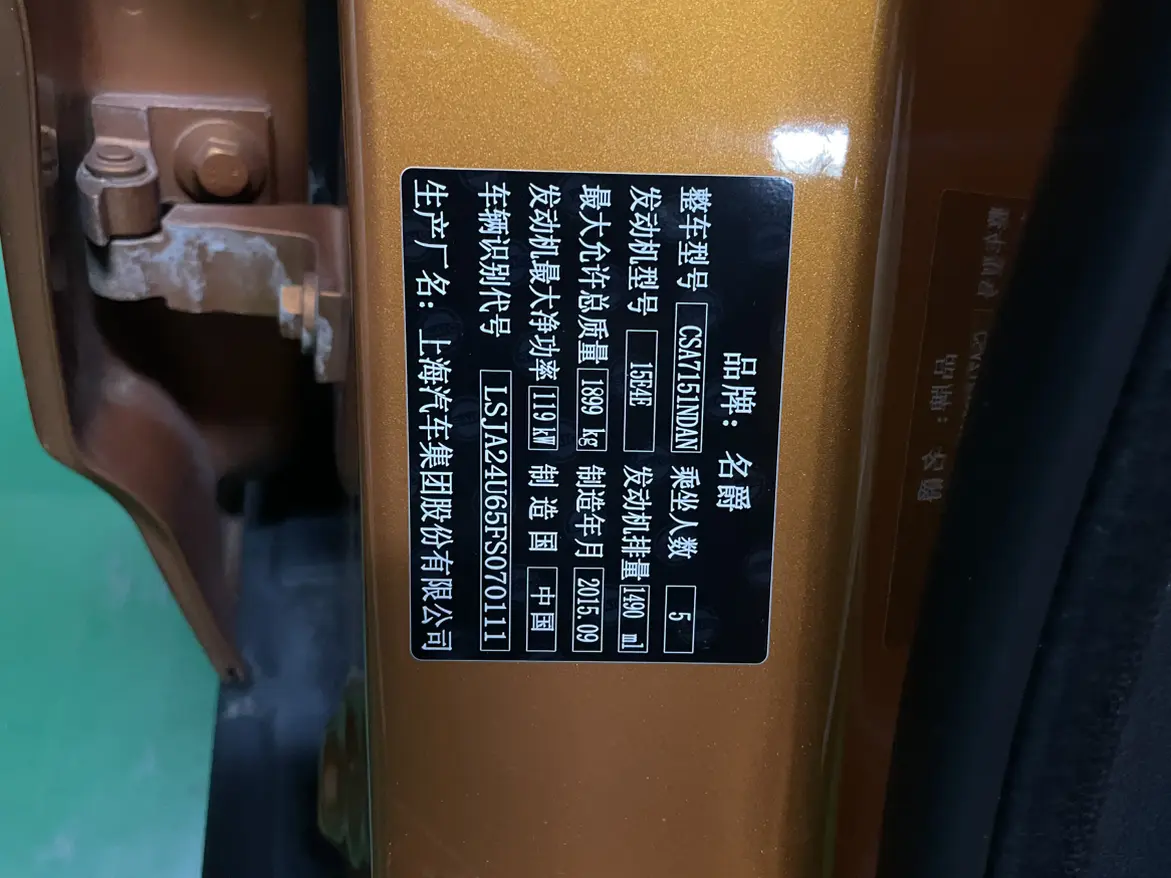 品牌：名爵
整车型号 CSA7151NDAN 乘坐人数 5
发动机型号 15E4E 发动机排量 1490 ml
最大允许总质量 1899 kg 制造年月 2015.09
发动机最大净功率 119 kW 制造国 中国
车辆识别代号 LSJA24U65FS070111
生产厂名：上海汽车集团股份有限公司